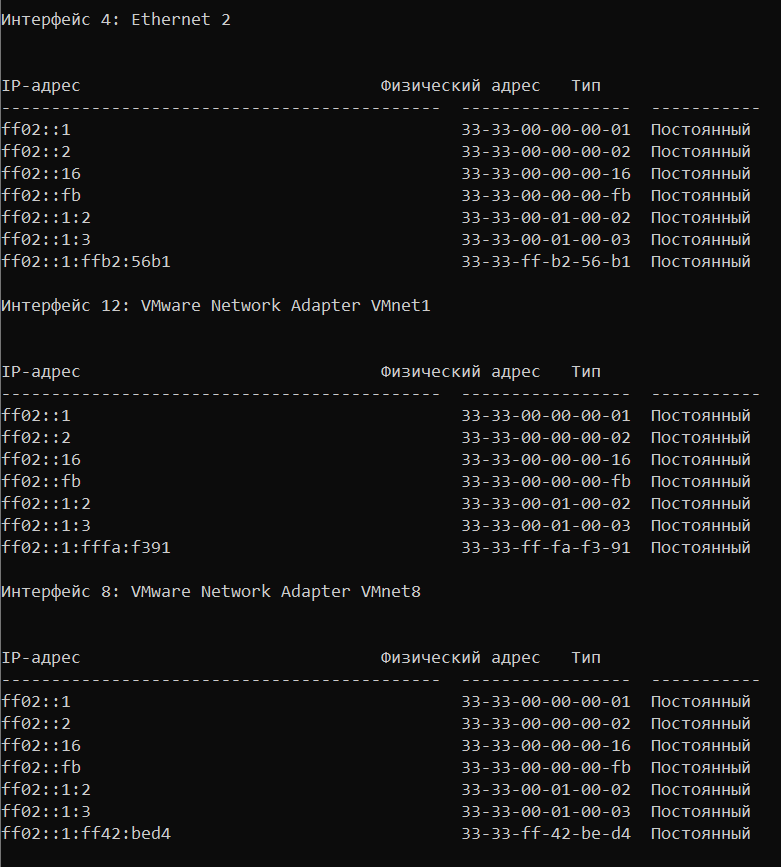 Интерфейс 4: Ethernet 2
IP-адрес                              Физический адрес   Тип
--------------------------------------------  -----------------  -----------
ff02::1                                       33-33-00-00-00-01  Постоянный
ff02::2                                       33-33-00-00-00-02  Постоянный
ff02::16                                      33-33-00-00-00-16  Постоянный
ff02::fb                                      33-33-00-00-00-fb  Постоянный
ff02::1:2                                     33-33-00-01-00-02  Постоянный
ff02::1:3                                     33-33-00-01-00-03  Постоянный
ff02::1:ffb2:56b1                             33-33-ff-b2-56-b1  Постоянный
Интерфейс 12: VMware Network Adapter VMnet1
IP-адрес                              Физический адрес   Тип
--------------------------------------------  -----------------  -----------
ff02::1                                       33-33-00-00-00-01  Постоянный
ff02::2                                       33-33-00-00-00-02  Постоянный
ff02::16                                      33-33-00-00-00-16  Постоянный
ff02::fb                                      33-33-00-00-00-fb  Постоянный
ff02::1:2                                     33-33-00-01-00-02  Постоянный
ff02::1:3                                     33-33-00-01-00-03  Постоянный
ff02::1:fffa:f391                             33-33-ff-fa-f3-91  Постоянный
Интерфейс 8: VMware Network Adapter VMnet8
IP-адрес                              Физический адрес   Тип
--------------------------------------------  -----------------  -----------
ff02::1                                       33-33-00-00-00-01  Постоянный
ff02::2                                       33-33-00-00-00-02  Постоянный
ff02::16                                      33-33-00-00-00-16  Постоянный
ff02::fb                                      33-33-00-00-00-fb  Постоянный
ff02::1:2                                     33-33-00-01-00-02  Постоянный
ff02::1:3                                     33-33-00-01-00-03  Постоянный
ff02::1:ff42:bed4                             33-33-ff-42-be-d4  Постоянный